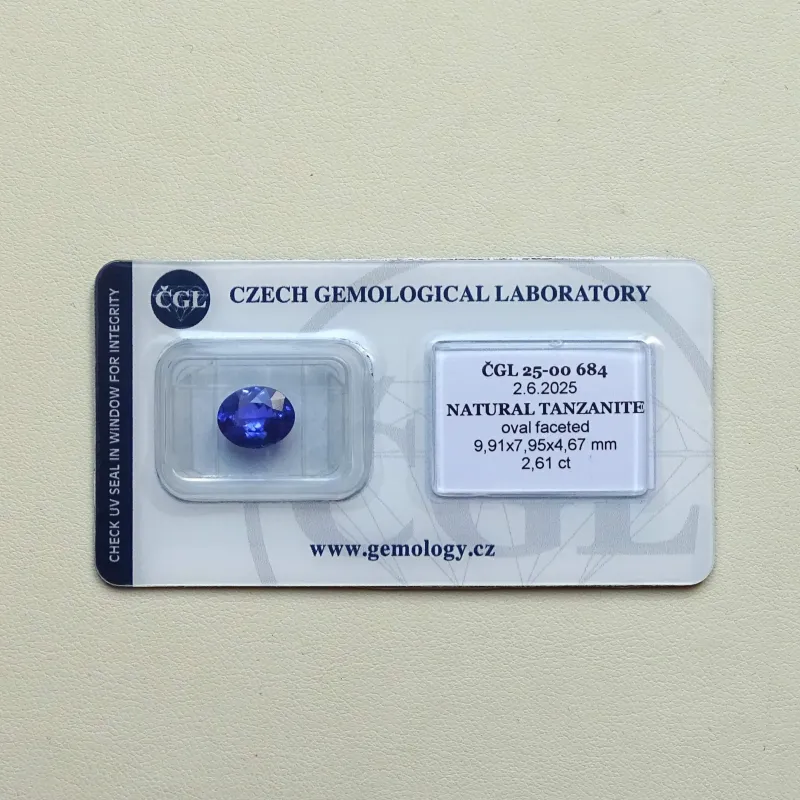 CHECK UV SEAL IN WINDOW FOR INTEGRITY
ČGL
CZECH GEMOLOGICAL LABORATORY
ČGL 25-00 684
2.6.2025
NATURAL TANZANITE
oval faceted
9,91x7,95x4,67 mm
2,61 ct
www.gemology.cz
ČGL